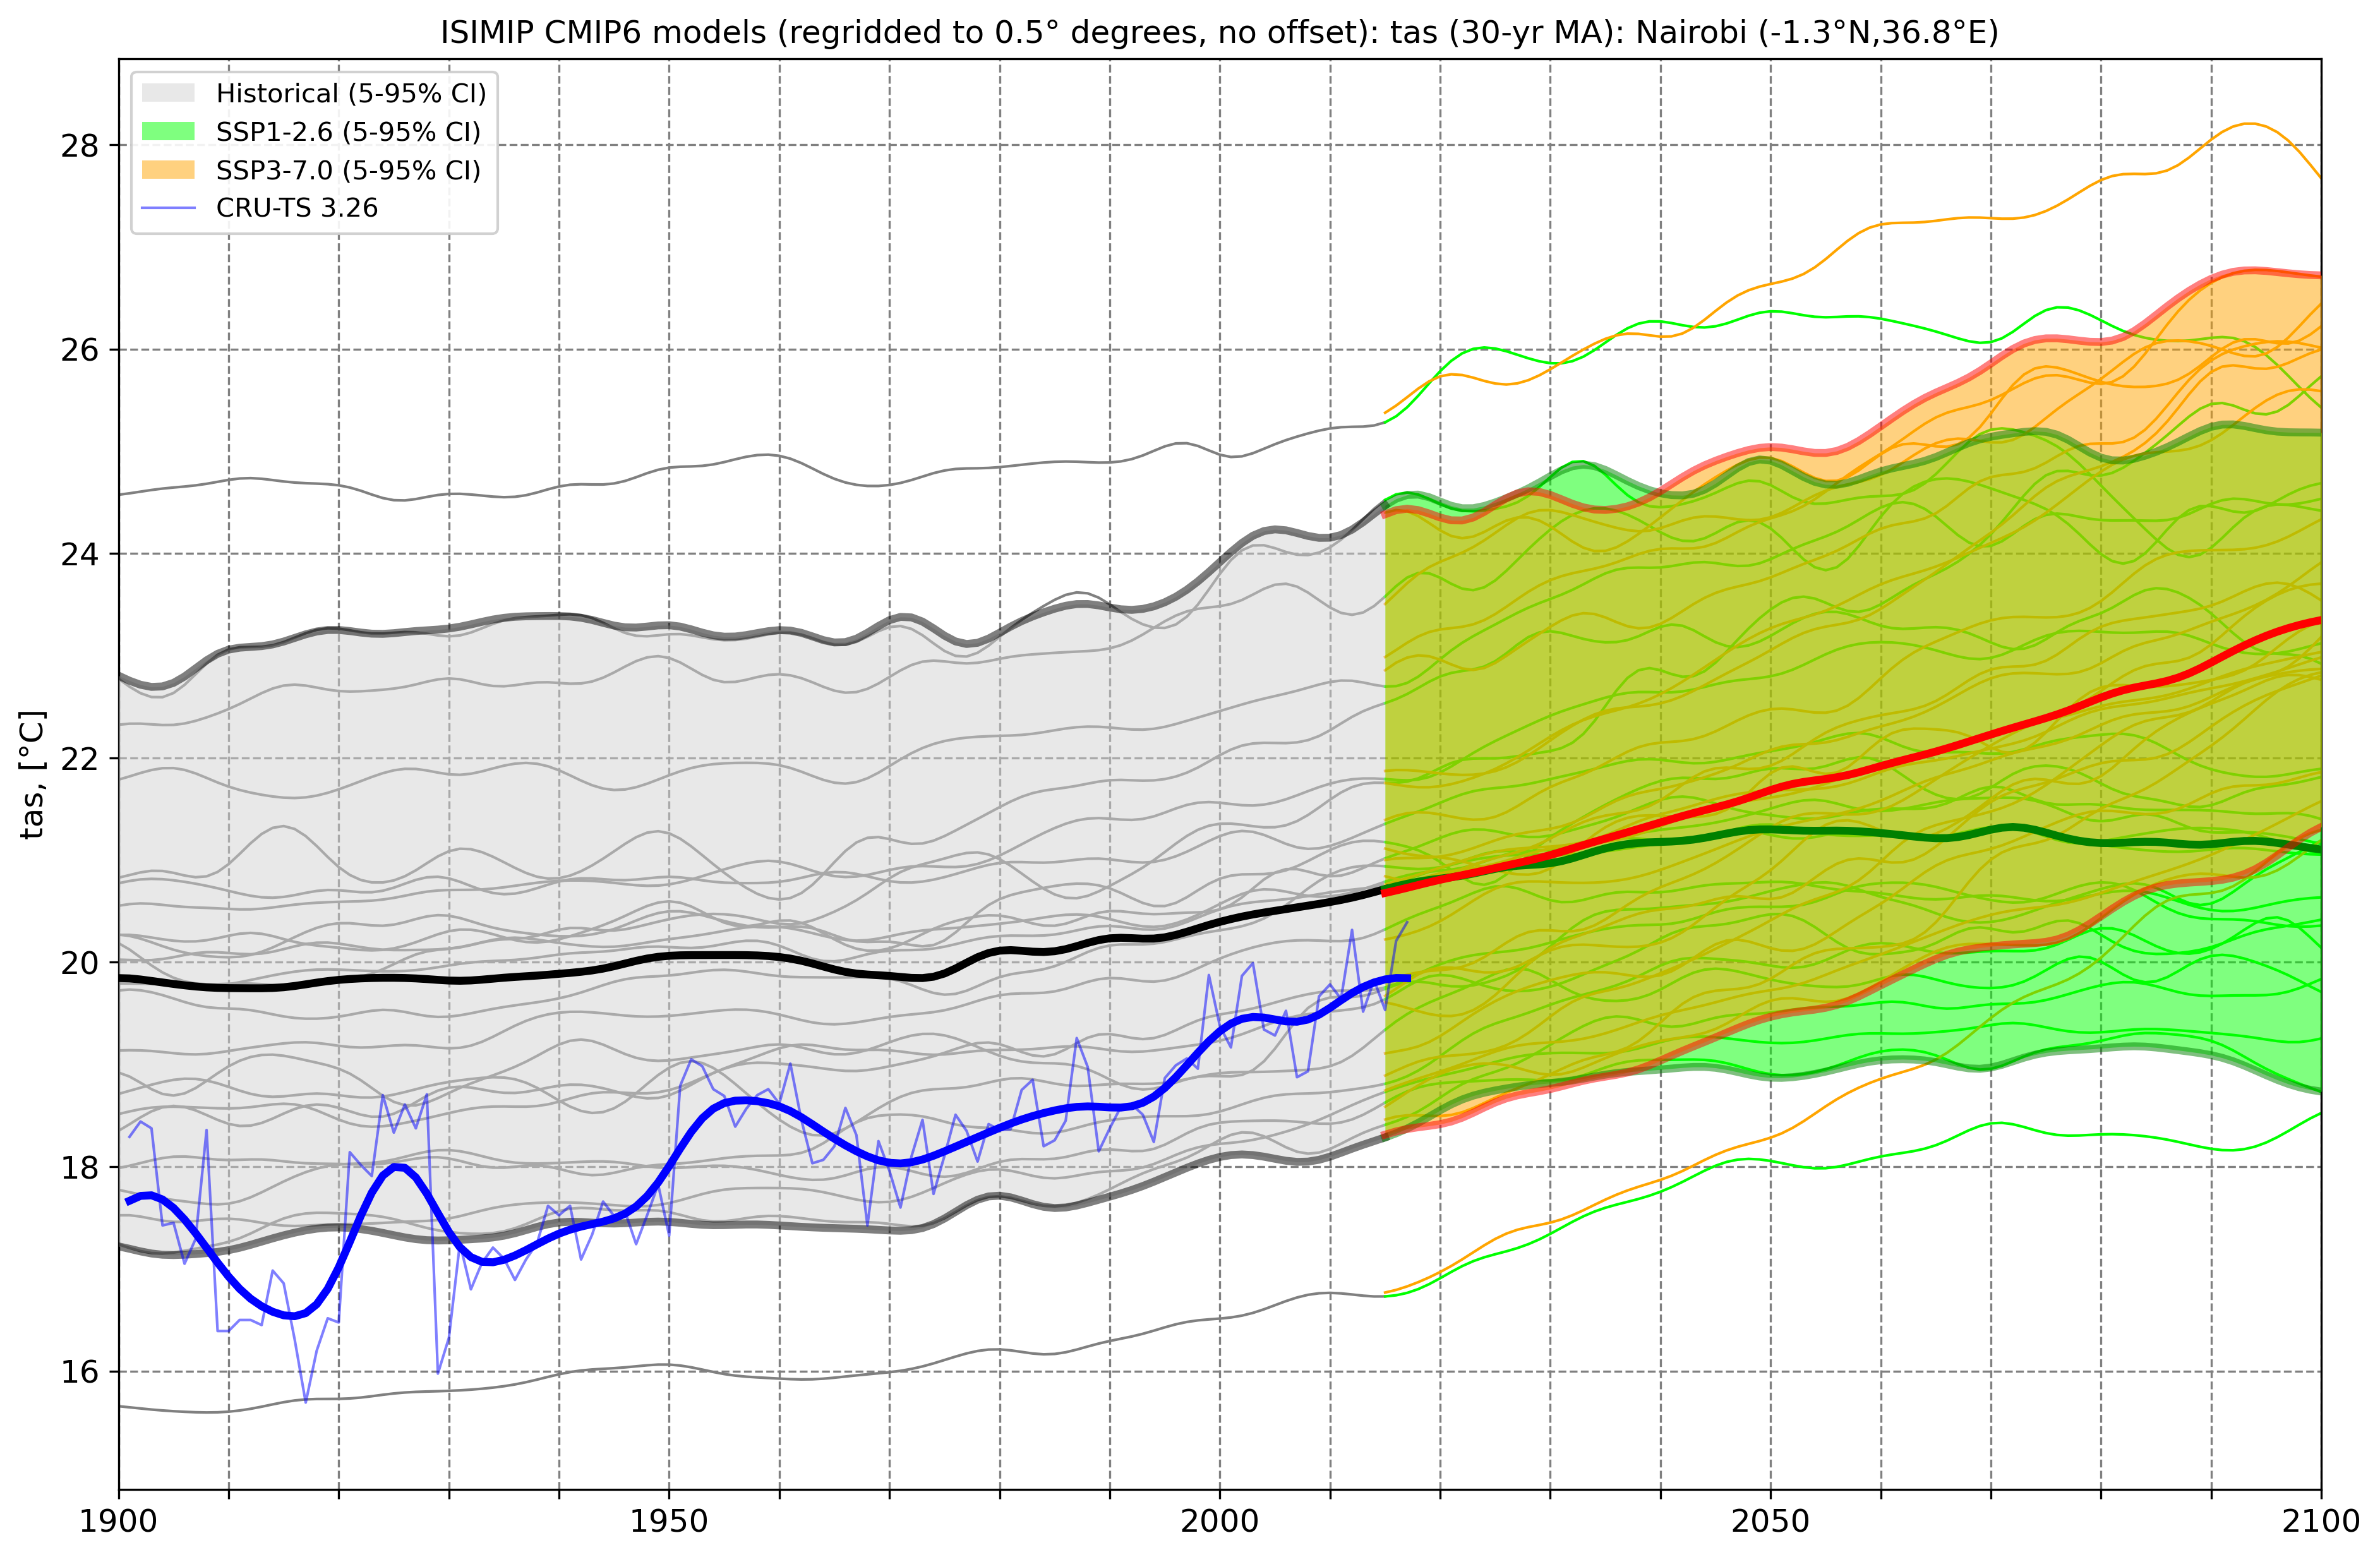 ISIMIP CMIP6 models (regridded to 0.5° degrees, no offset): tas (30-yr MA): Nairobi (-1.3°N,36.8°E)
Historical (5-95% CI)
SSP1-2.6 (5-95% CI)
SSP3-7.0 (5-95% CI)
CRU-TS 3.26
tas, [°C]
28
26
24
22
20
18
16
1900
1950
2000
2050
2100